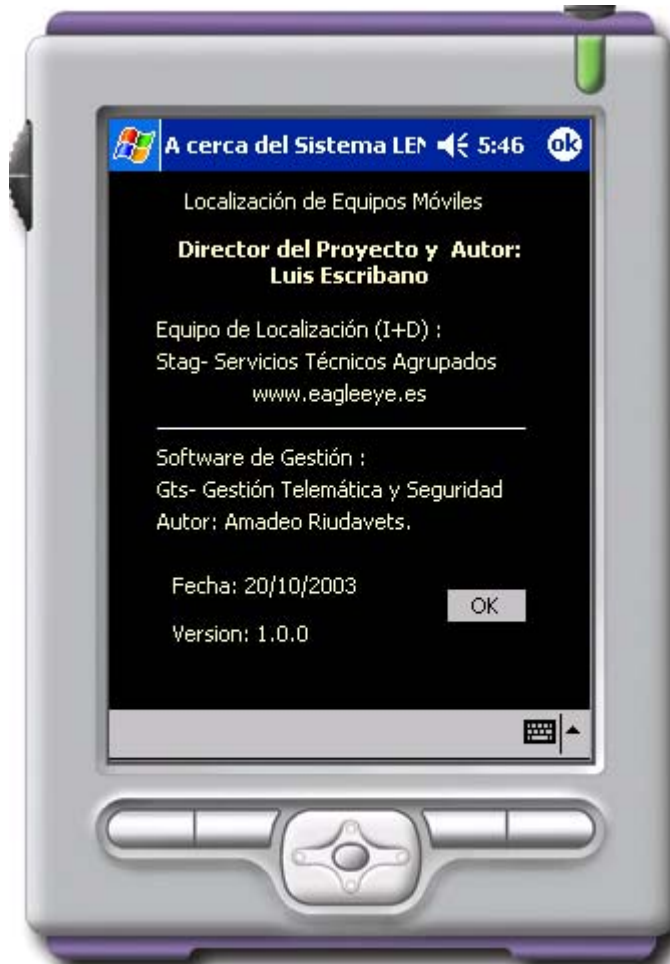 A cerca del Sistema LEM 5:46 ok
Localización de Equipos Móviles
Director del Proyecto y Autor:
Luis Escribano
Equipo de Localización (I+D) :
Stag- Servicios Técnicos Agrupados
www.eagleeye.es
Software de Gestión :
Gts- Gestión Telemática y Seguridad
Autor: Amadeo Riudavets.
Fecha: 20/10/2003
OK
Version: 1.0.0